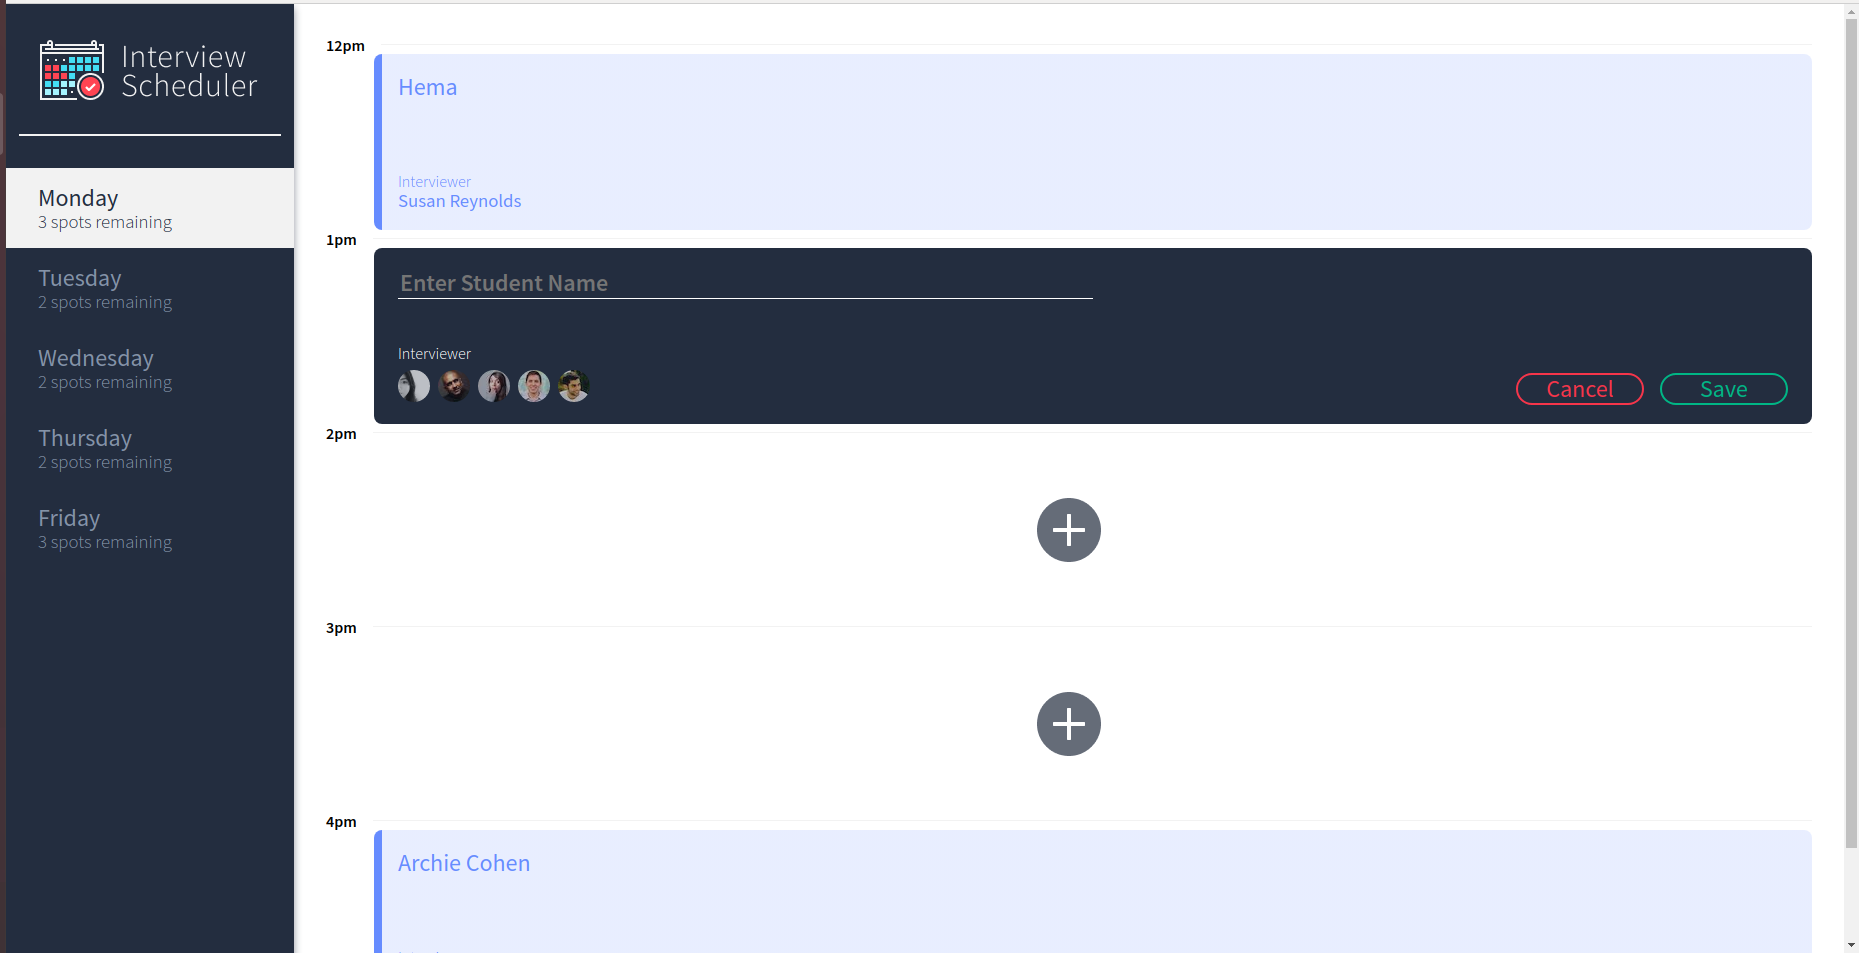 Interview
Scheduler
Monday
3 spots remaining
Tuesday
2 spots remaining
Wednesday
2 spots remaining
Thursday
2 spots remaining
Friday
3 spots remaining
12pm
Hema
Interviewer
Susan Reynolds
1pm
Enter Student Name
Interviewer
Cancel
Save
2pm
3pm
4pm
Archie Cohen